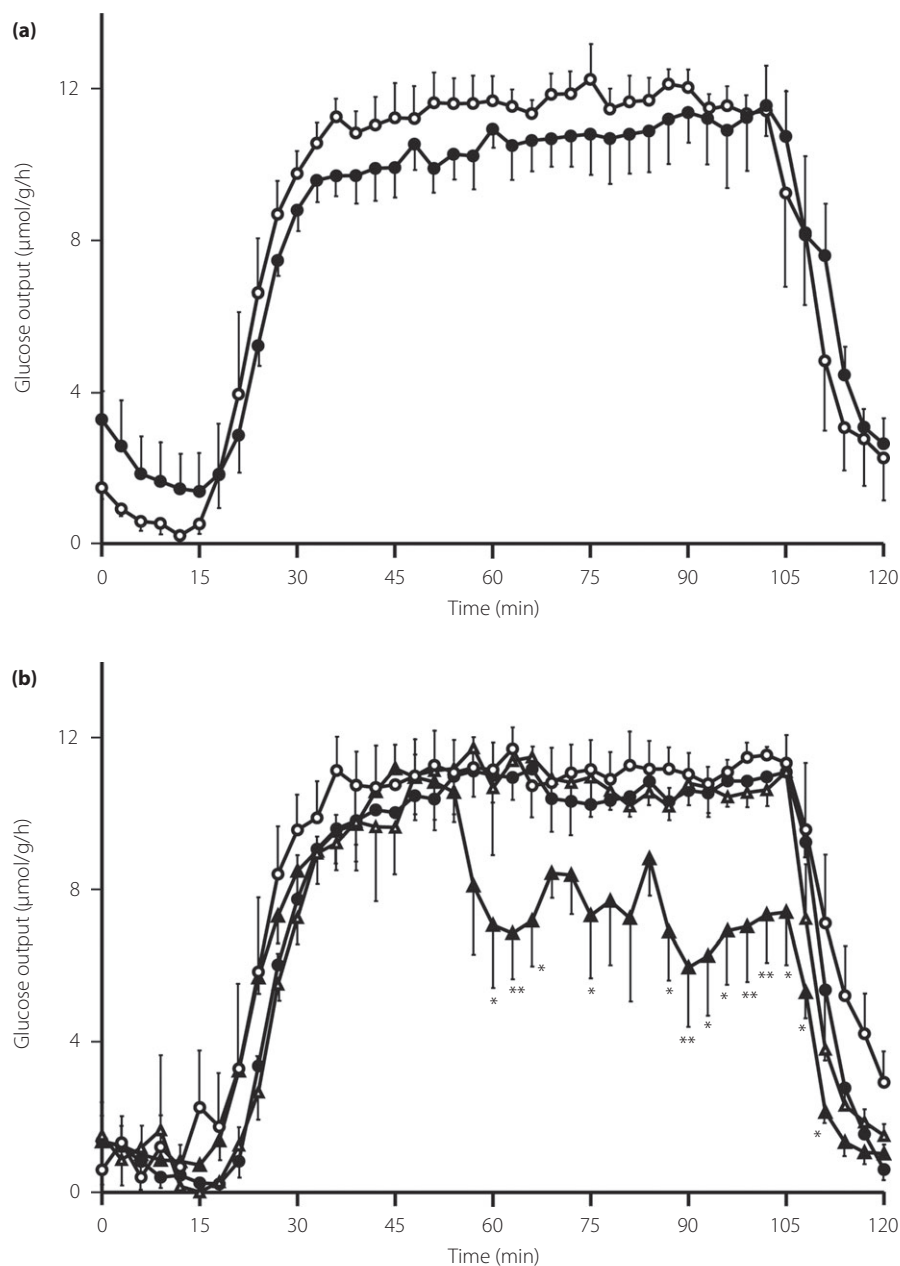 (a)
12
8
4
0
Glucose output (μmol/g/h)
0 15 30 45 60 75 90 105 120
Time (min)
(b)
12
8
4
0
Glucose output (μmol/g/h)
* ** * * * ** * * ** ** * * *
0 15 30 45 60 75 90 105 120
Time (min)